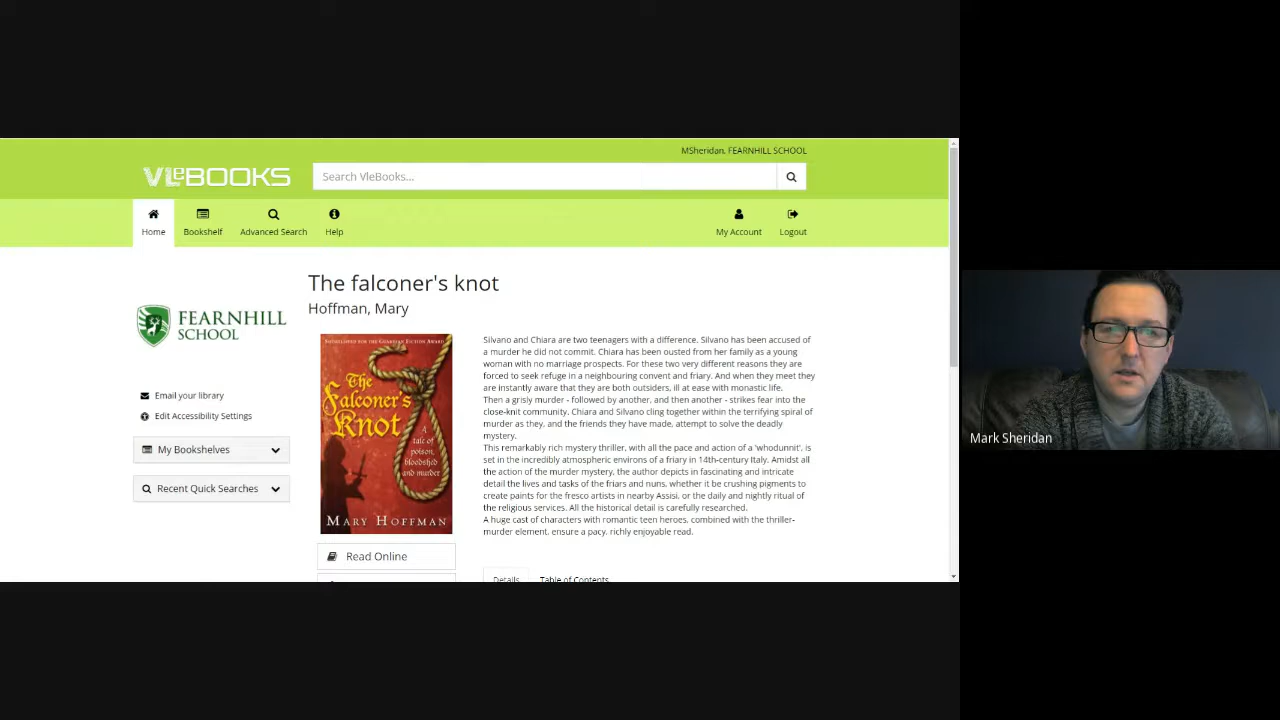 MSheridan, FEARNHILL SCHOOL
VLeBOOKS
Search VleBooks...
Home
Bookshelf
Advanced Search
Help
My Account
Logout
The falconer's knot
Hoffman, Mary
FEARNHILL
SCHOOL
Email your library
Edit Accessibility Settings
My Bookshelves
Recent Quick Searches
SHORTLISTED FOR THE GUARDIAN FICTION AWARD
The
Falconer's
Knot
A
tale of
poison,
bloodshed
and murder
MARY HOFFMAN
Read Online
Silvano and Chiara are two teenagers with a difference. Silvano has been accused of
a murder he did not commit. Chiara has been ousted from her family as a young
woman with no marriage prospects. For these two very different reasons they are
forced to seek refuge in a neighbouring convent and friary. And when they meet they
are instantly aware that they are both outsiders, ill at ease with monastic life.
Then a grisly murder - followed by another, and then another - strikes fear into the
close-knit community. Chiara and Silvano cling together within the terrifying spiral of
murder as they, and the friends they have made, attempt to solve the deadly
mystery.
This remarkably rich mystery thriller, with all the pace and action of a 'whodunnit', is
set in the incredibly atmospheric environs of a friary in 14th-century Italy. Amidst all
the action of the murder mystery, the author depicts in fascinating and intricate
detail the lives and tasks of the friars and nuns, whether it be crushing pigments to
create paints for the fresco artists in nearby Assisi, or the daily and nightly ritual of
the religious services. All the historical detail is carefully researched.
A huge cast of characters with romantic teen heroes, combined with the thriller-
murder element, ensure a pacy, richly enjoyable read.
Details
Table of Contents
Mark Sheridan